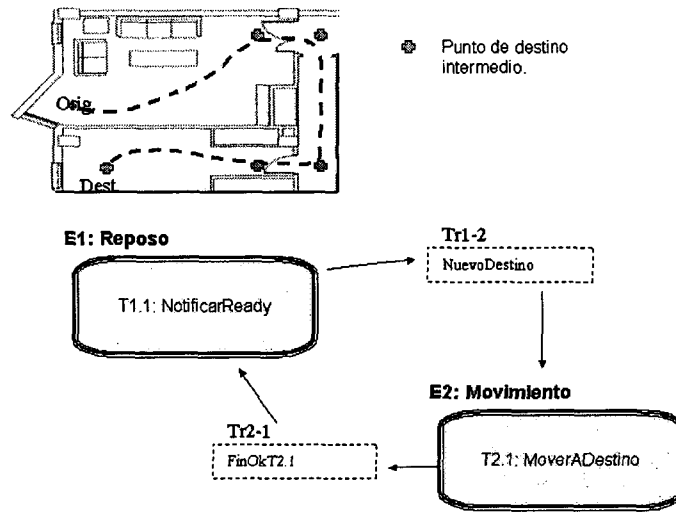 Punto de destino
intermedio.
Orig.
Dest
E1: Reposo
Tr1-2
NuevoDestino
T1.1: NotificarReady
E2: Movimiento
Tr2-1
FinOkT2.1
T2.1: MoverADestino